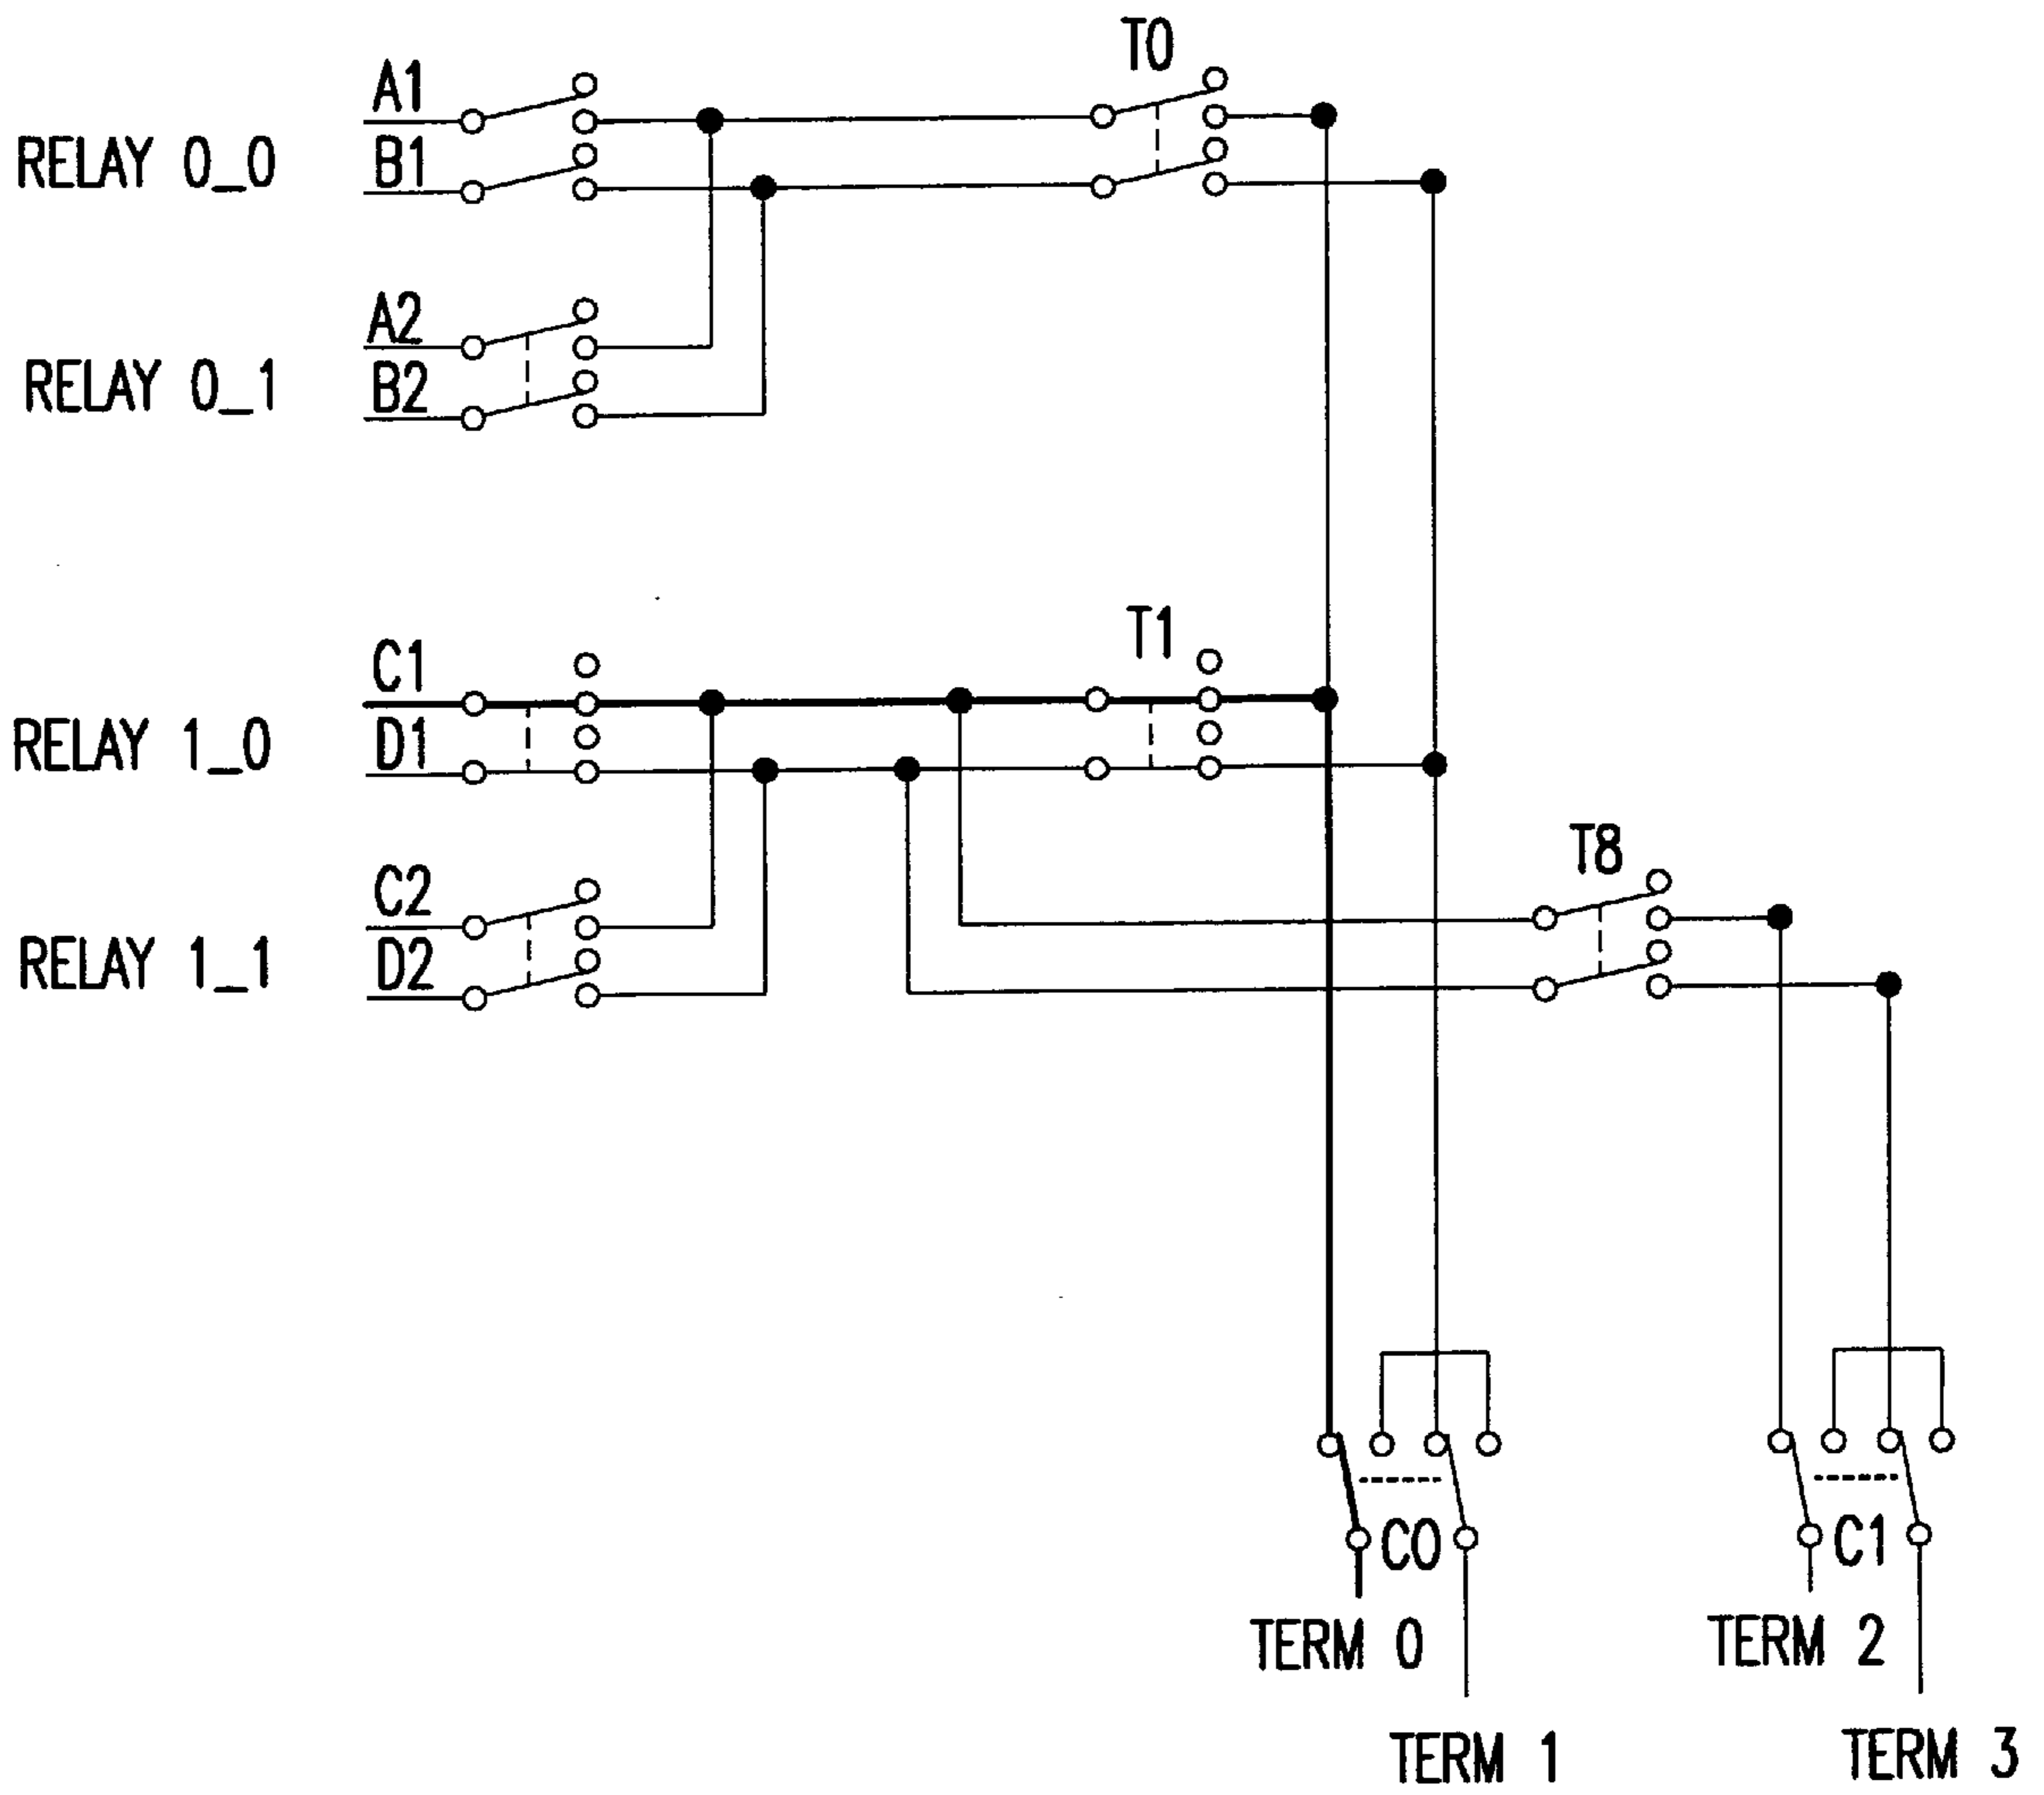 T0
A1
RELAY 0_0
B1
A2
RELAY 0_1
B2
T1
C1
RELAY 1_0
D1
T8
C2
RELAY 1_1
D2
C0
C1
TERM 0
TERM 2
TERM 1
TERM 3